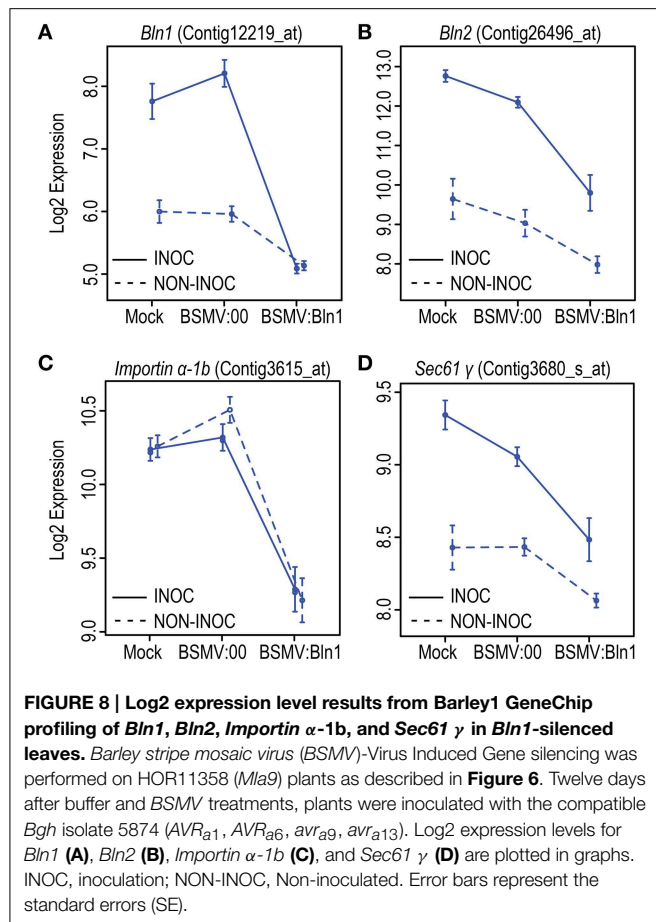 A
Bln1 (Contig12219_at)
Log2 Expression
8.0
7.0
6.0
5.0
INOC
NON-INOC
Mock BSMV:00 BSMV:Bln1
B
Bln2 (Contig26496_at)
13.0
12.0
11.0
10.0
9.0
8.0
INOC
NON-INOC
Mock BSMV:00 BSMV:Bln1
C
Importin α-1b (Contig3615_at)
Log2 Expression
10.5
10.0
9.5
9.0
INOC
NON-INOC
Mock BSMV:00 BSMV:Bln1
D
Sec61 γ (Contig3680_s_at)
9.5
9.0
8.5
8.0
INOC
NON-INOC
Mock BSMV:00 BSMV:Bln1
FIGURE 8 | Log2 expression level results from Barley1 GeneChip
profiling of Bln1, Bln2, Importin α-1b, and Sec61 γ in Bln1-silenced
leaves. Barley stripe mosaic virus (BSMV)-Virus Induced Gene silencing was
performed on HOR11358 (Mla9) plants as described in Figure 6. Twelve days
after buffer and BSMV treatments, plants were inoculated with the compatible
Bgh isolate 5874 (AVRa1, AVRa6, avra9, avra13). Log2 expression levels for
Bln1 (A), Bln2 (B), Importin α-1b (C), and Sec61 γ (D) are plotted in graphs.
INOC, inoculation; NON-INOC, Non-inoculated. Error bars represent the
standard errors (SE).